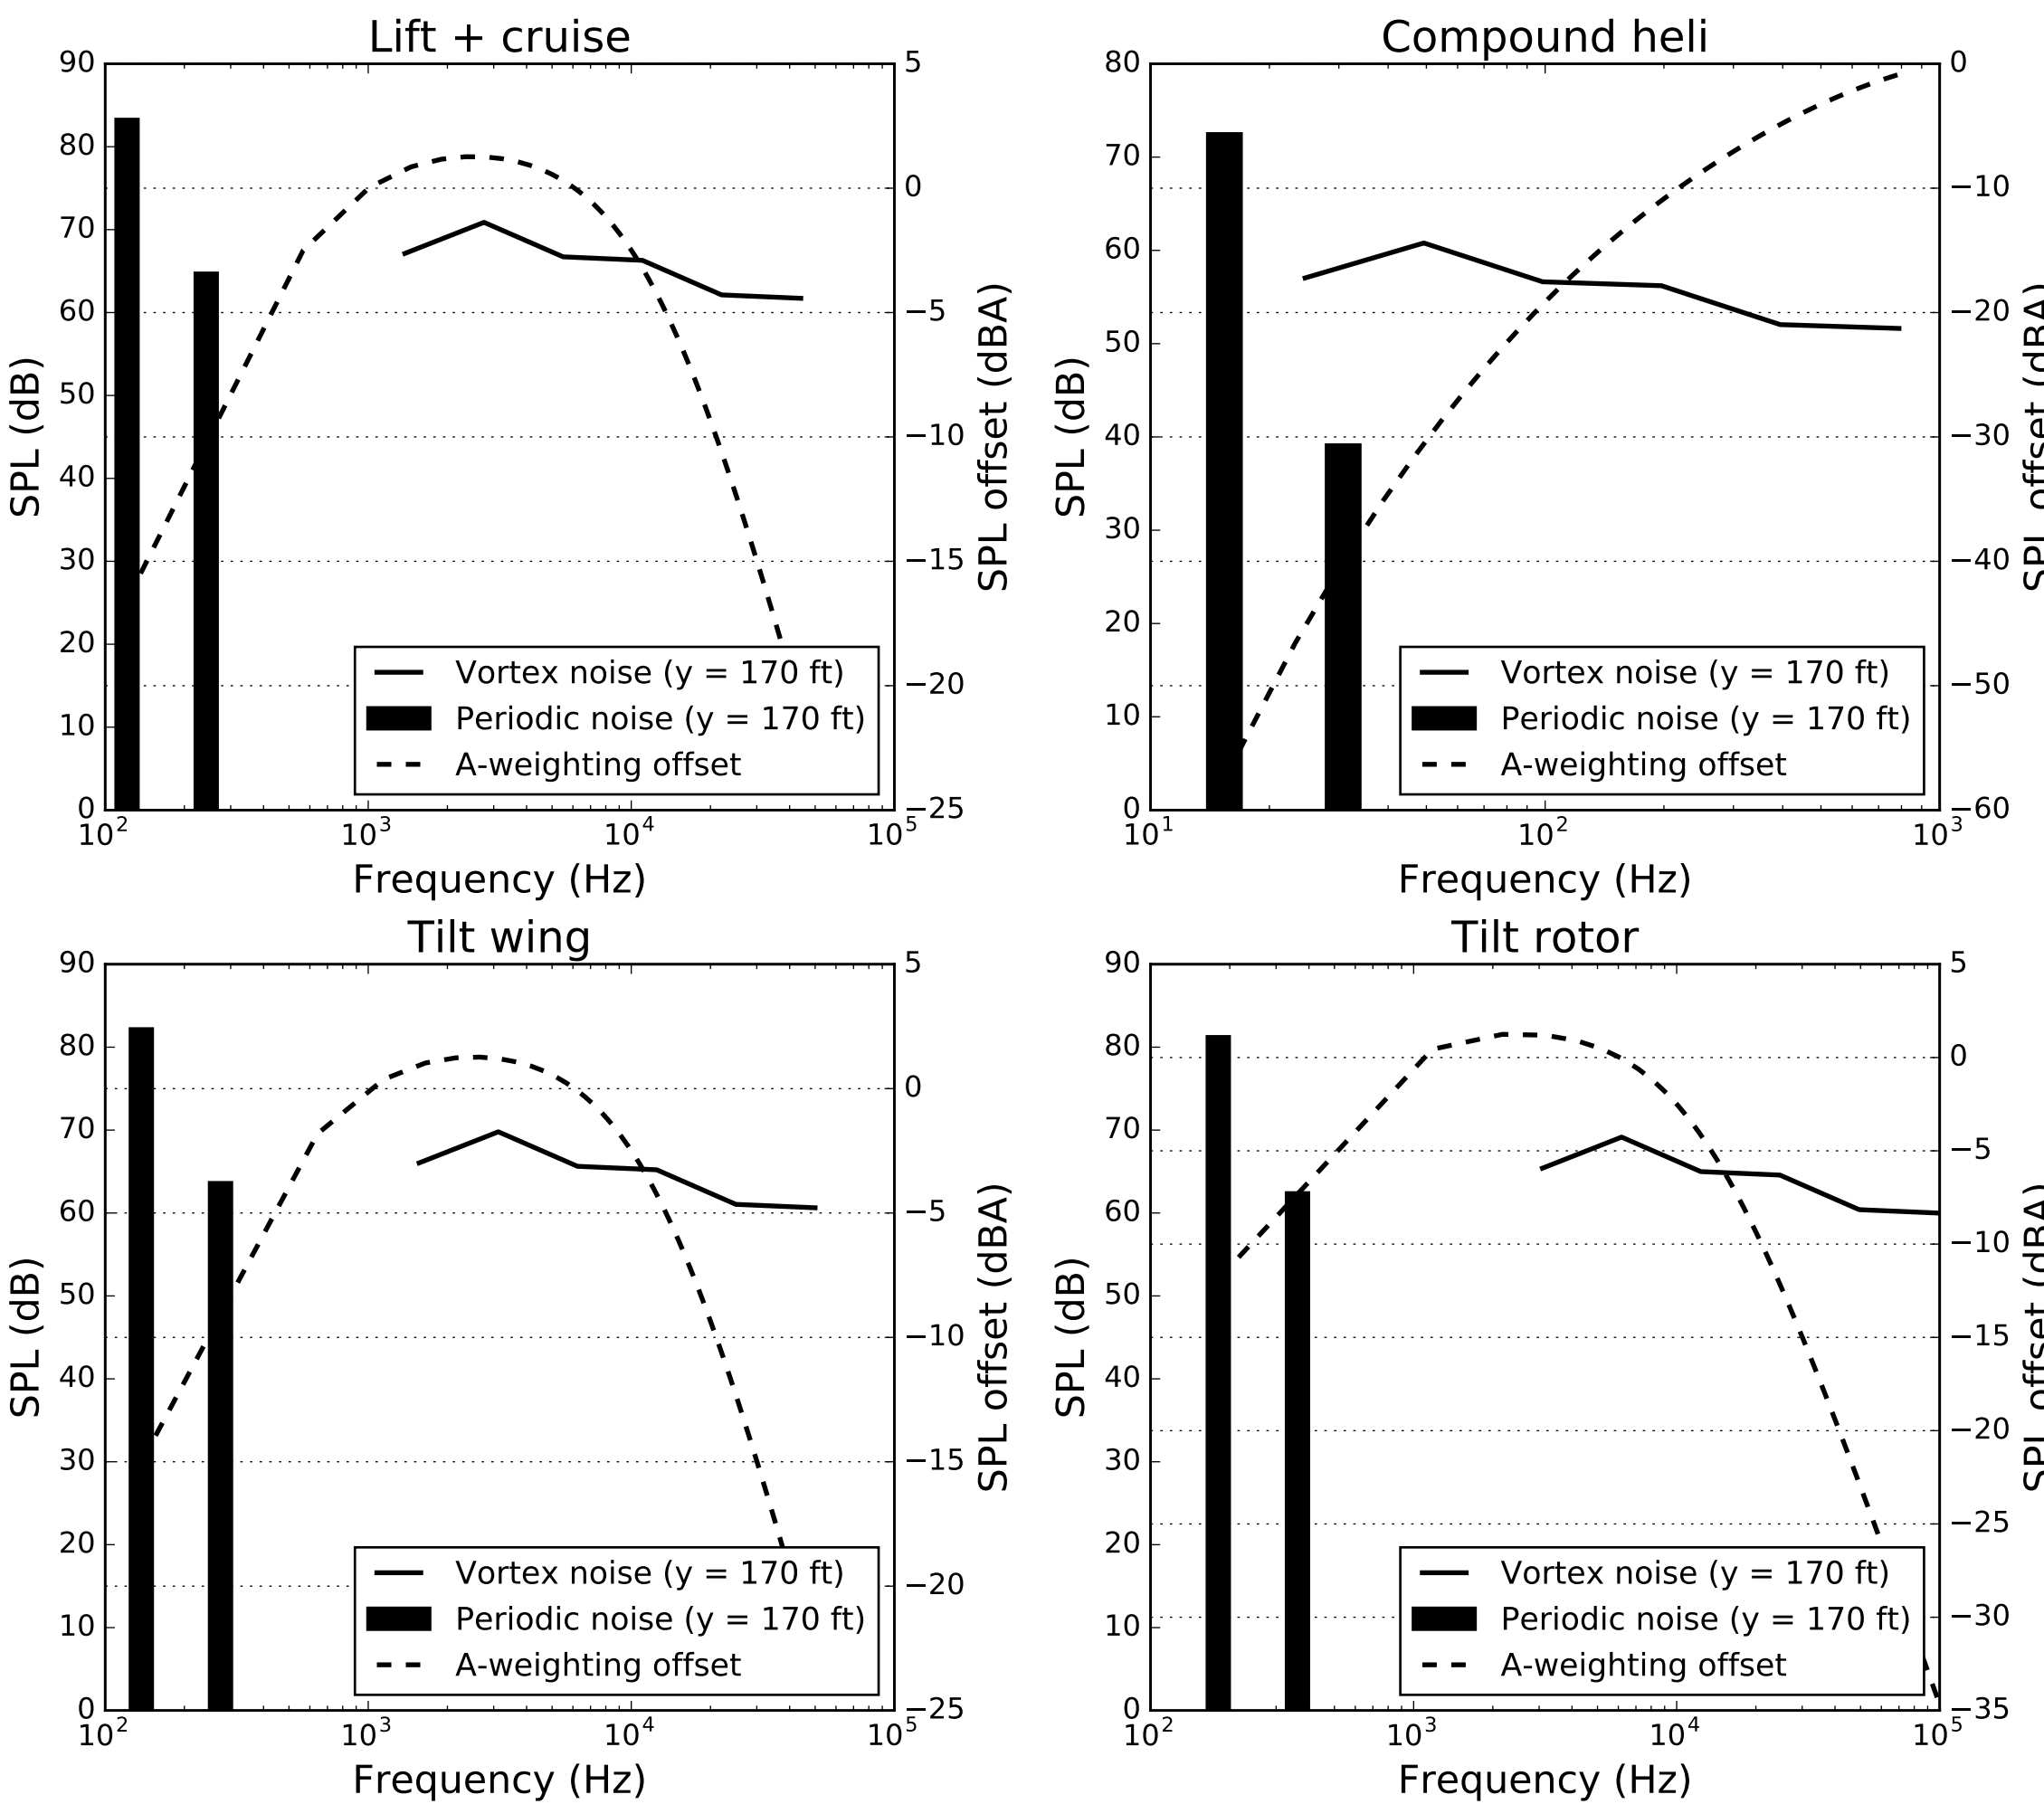 Lift + cruise
90
80
70
60
50
40
30
20
10
0
SPL (dB)
5
0
−5
−10
−15
−20
−25
SPL offset (dBA)
Vortex noise (y = 170 ft)
Periodic noise (y = 170 ft)
A-weighting offset
10² 10³ 10⁴ 10⁵
Frequency (Hz)
Compound heli
80
70
60
50
40
30
20
10
0
SPL (dB)
0
−10
−20
−30
−40
−50
−60
SPL offset (dBA)
Vortex noise (y = 170 ft)
Periodic noise (y = 170 ft)
A-weighting offset
10¹ 10² 10³
Frequency (Hz)
Tilt wing
90
80
70
60
50
40
30
20
10
0
SPL (dB)
5
0
−5
−10
−15
−20
−25
SPL offset (dBA)
Vortex noise (y = 170 ft)
Periodic noise (y = 170 ft)
A-weighting offset
10² 10³ 10⁴ 10⁵
Frequency (Hz)
Tilt rotor
90
80
70
60
50
40
30
20
10
0
SPL (dB)
5
0
−5
−10
−15
−20
−25
−30
−35
SPL offset (dBA)
Vortex noise (y = 170 ft)
Periodic noise (y = 170 ft)
A-weighting offset
10² 10³ 10⁴ 10⁵
Frequency (Hz)